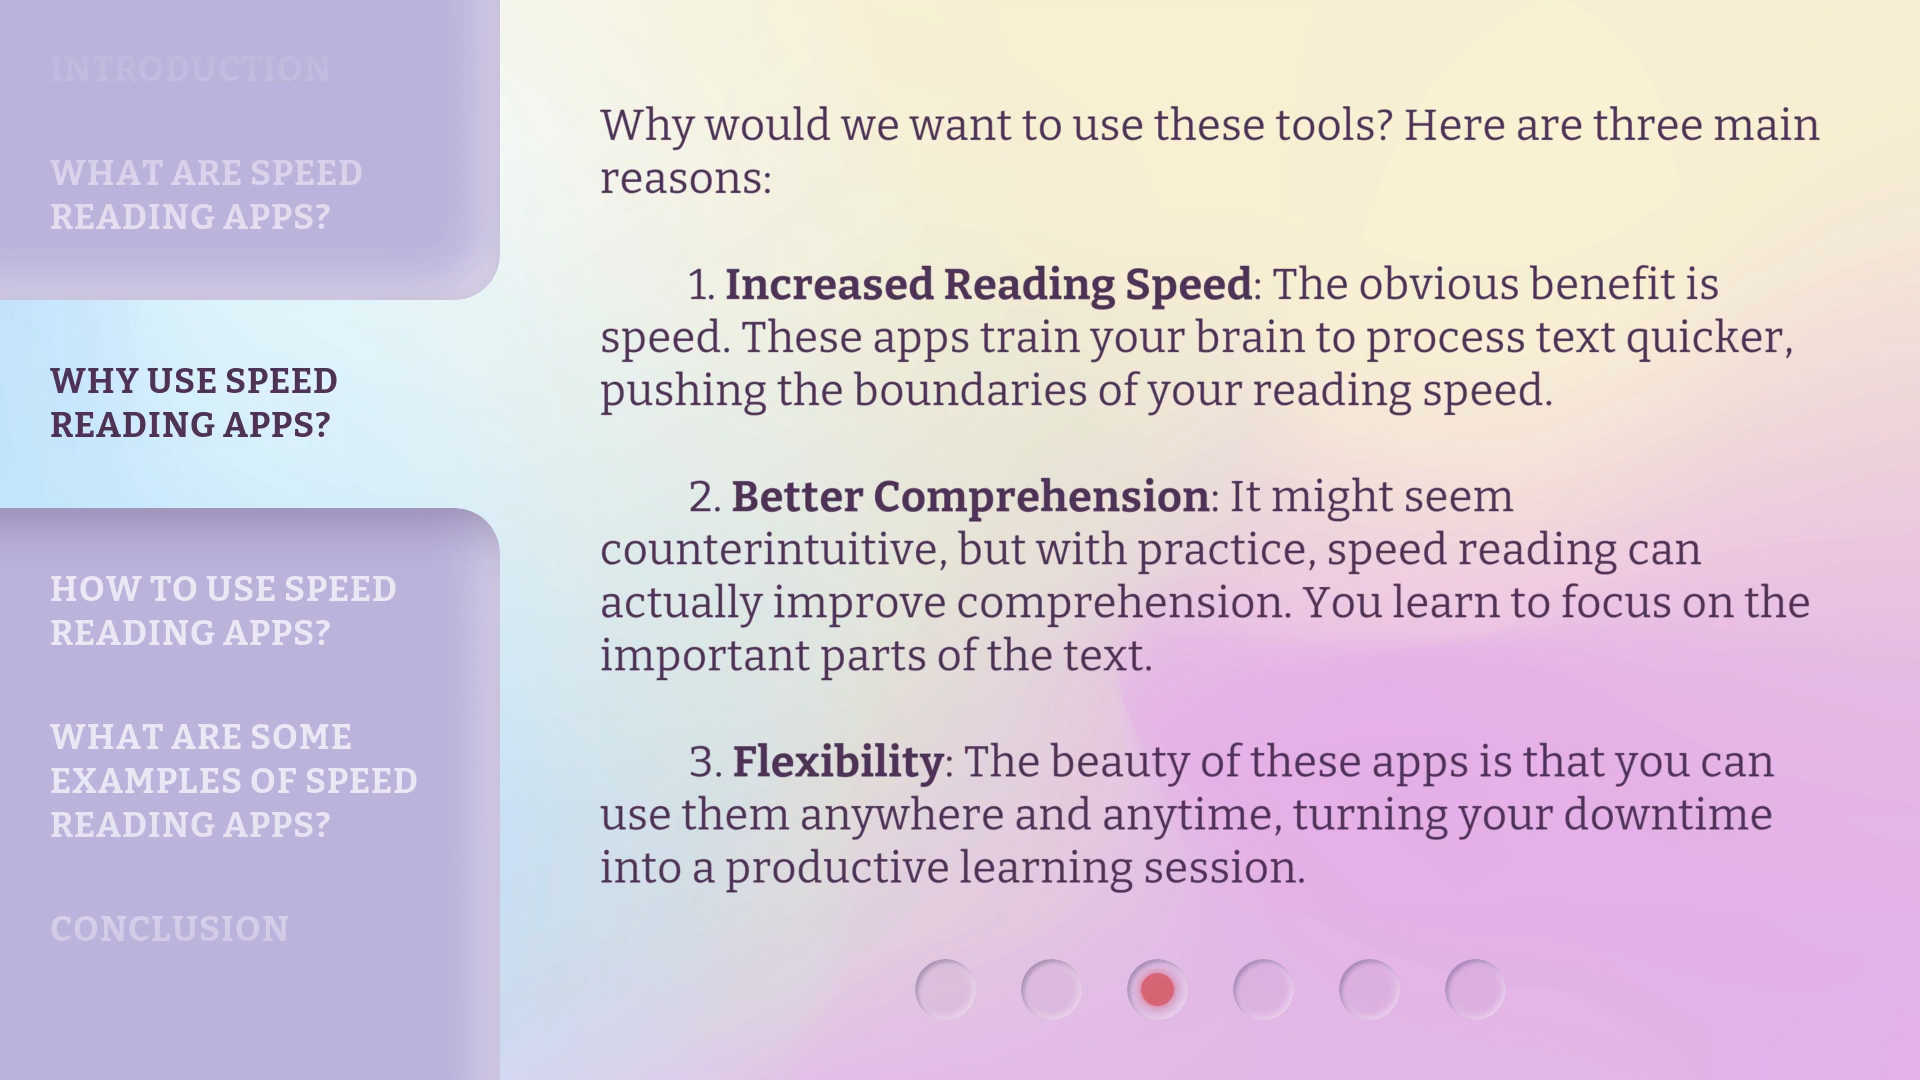 INTRODUCTION
WHAT ARE SPEED
READING APPS?
WHY USE SPEED
READING APPS?
HOW TO USE SPEED
READING APPS?
WHAT ARE SOME
EXAMPLES OF SPEED
READING APPS?
CONCLUSION
Why would we want to use these tools? Here are three main
reasons:
1. Increased Reading Speed: The obvious benefit is
speed. These apps train your brain to process text quicker,
pushing the boundaries of your reading speed.
2. Better Comprehension: It might seem
counterintuitive, but with practice, speed reading can
actually improve comprehension. You learn to focus on the
important parts of the text.
3. Flexibility: The beauty of these apps is that you can
use them anywhere and anytime, turning your downtime
into a productive learning session.